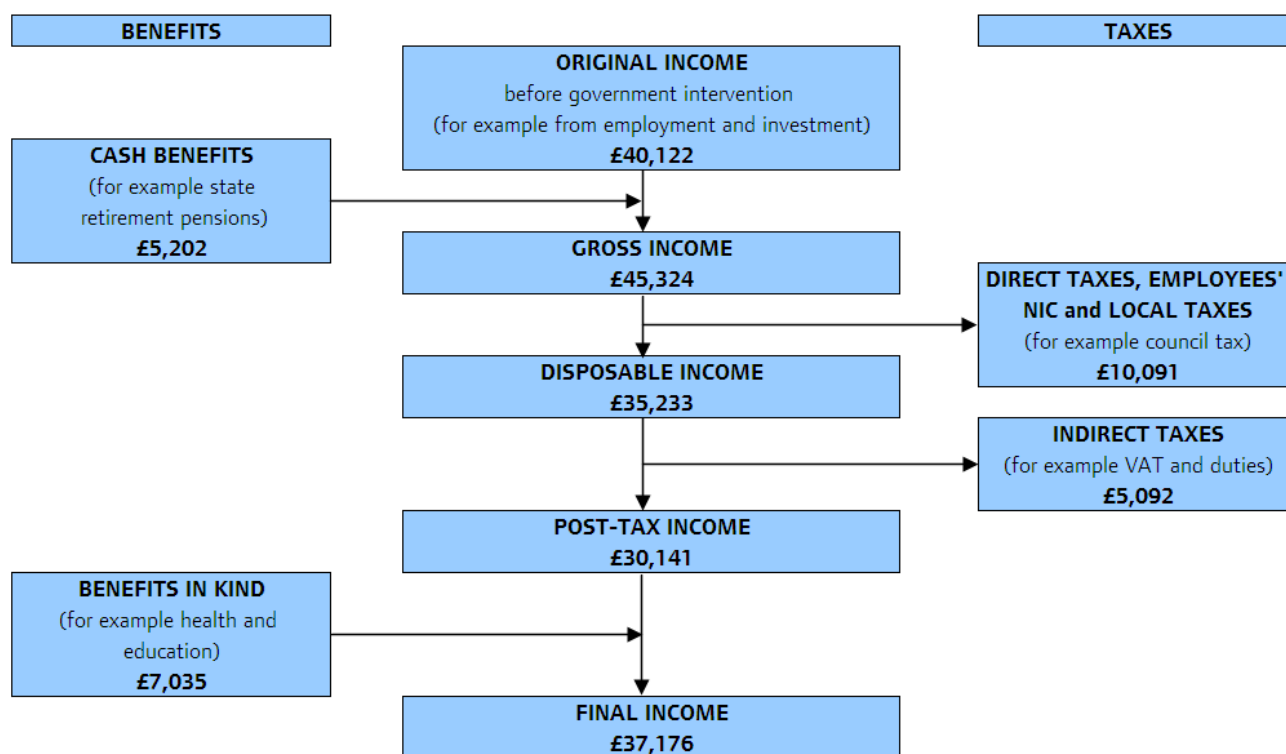 BENEFITS
TAXES
ORIGINAL INCOME
before government intervention
(for example from employment and investment)
£40,122
CASH BENEFITS
(for example state
retirement pensions)
£5,202
GROSS INCOME
£45,324
DIRECT TAXES, EMPLOYEES'
NIC and LOCAL TAXES
(for example council tax)
£10,091
DISPOSABLE INCOME
£35,233
INDIRECT TAXES
(for example VAT and duties)
£5,092
POST-TAX INCOME
£30,141
BENEFITS IN KIND
(for example health and
education)
£7,035
FINAL INCOME
£37,176